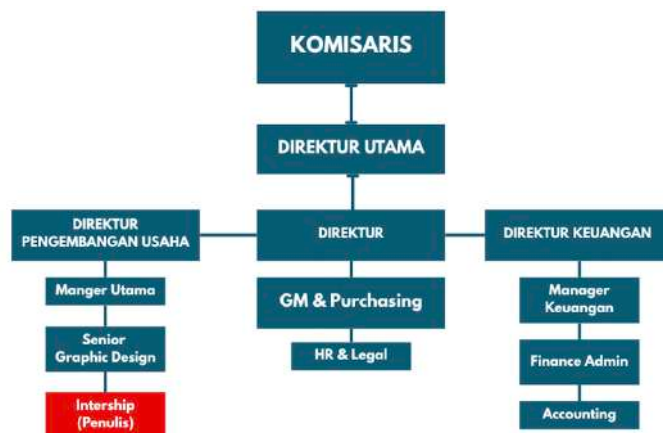 KOMISARIS
DIREKTUR UTAMA
DIREKTUR
PENGEMBANGAN USAHA
DIREKTUR
DIREKTUR KEUANGAN
Manger Utama
Senior
Graphic Design
Intership
(Penulis)
GM & Purchasing
HR & Legal
Manager
Keuangan
Finance Admin
Accounting